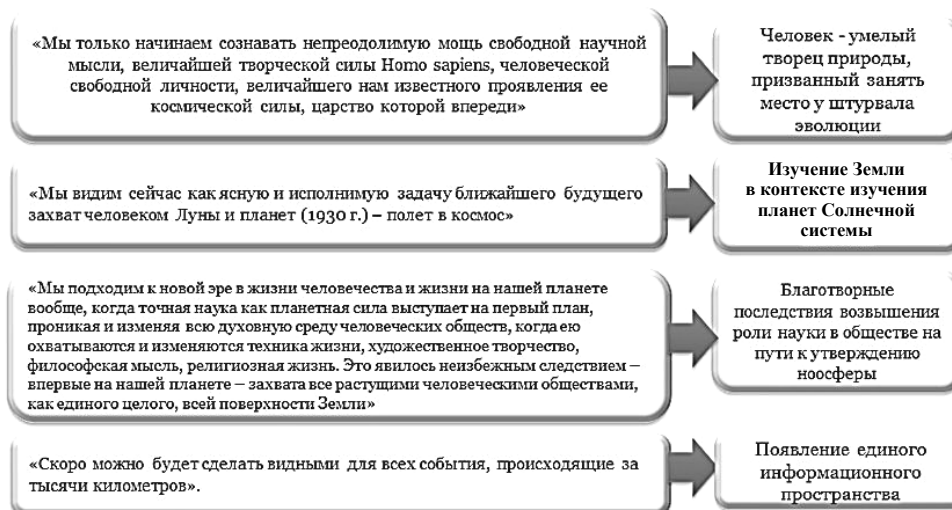 «Мы только начинаем сознавать непреодолимую мощь свободной научной
мысли, величайшей творческой силы Homo sapiens, человеческой
свободной личности, величайшего нам известного проявления ее
космической силы, царство которой впереди»
Человек - умелый
творец природы,
призванный занять
место у штурвала
эволюции
«Мы видим сейчас как ясную и исполнимую задачу ближайшего будущего
захват человеком Луны и планет (1930 г.) – полет в космос»
Изучение Земли
в контексте изучения
планет Солнечной
системы
«Мы подходим к новой эре в жизни человечества и жизни на нашей планете
вообще, когда точная наука как планетная сила выступает на первый план,
проникая и изменяя всю духовную среду человеческих обществ, когда ею
охватываются и изменяются техника жизни, художественное творчество,
философская мысль, религиозная жизнь. Это явилось неизбежным следствием –
впервые на нашей планете – захвата все растущими человеческими обществами,
как единого целого, всей поверхности Земли»
Благотворные
последствия возвышения
роли науки в обществе на
пути к утверждению
ноосферы
«Скоро можно будет сделать видными для всех события, происходящие за
тысячи километров».
Появление единого
информационного
пространства